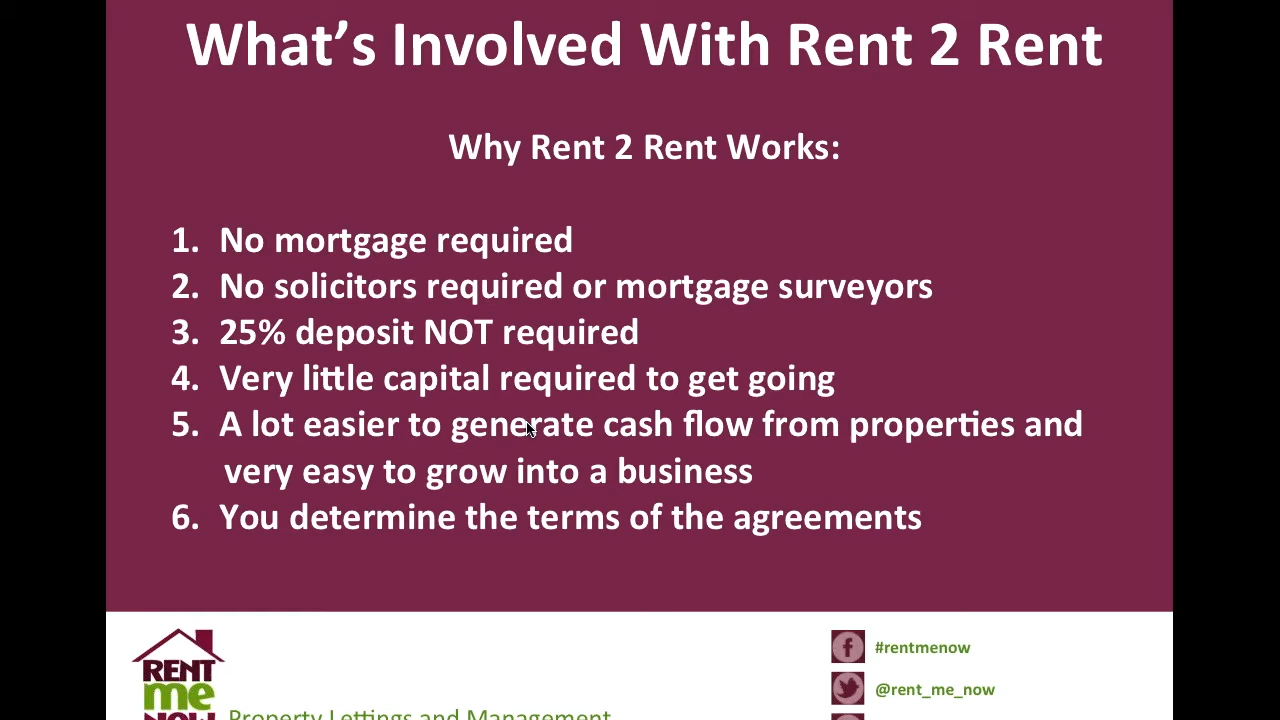 What’s Involved With Rent 2 Rent
Why Rent 2 Rent Works:
1. No mortgage required
2. No solicitors required or mortgage surveyors
3. 25% deposit NOT required
4. Very little capital required to get going
5. A lot easier to generate cash flow from properties and
very easy to grow into a business
6. You determine the terms of the agreements
#rentmenow
@rent_me_now
RENT
me
NOW
Property Lettings and Management